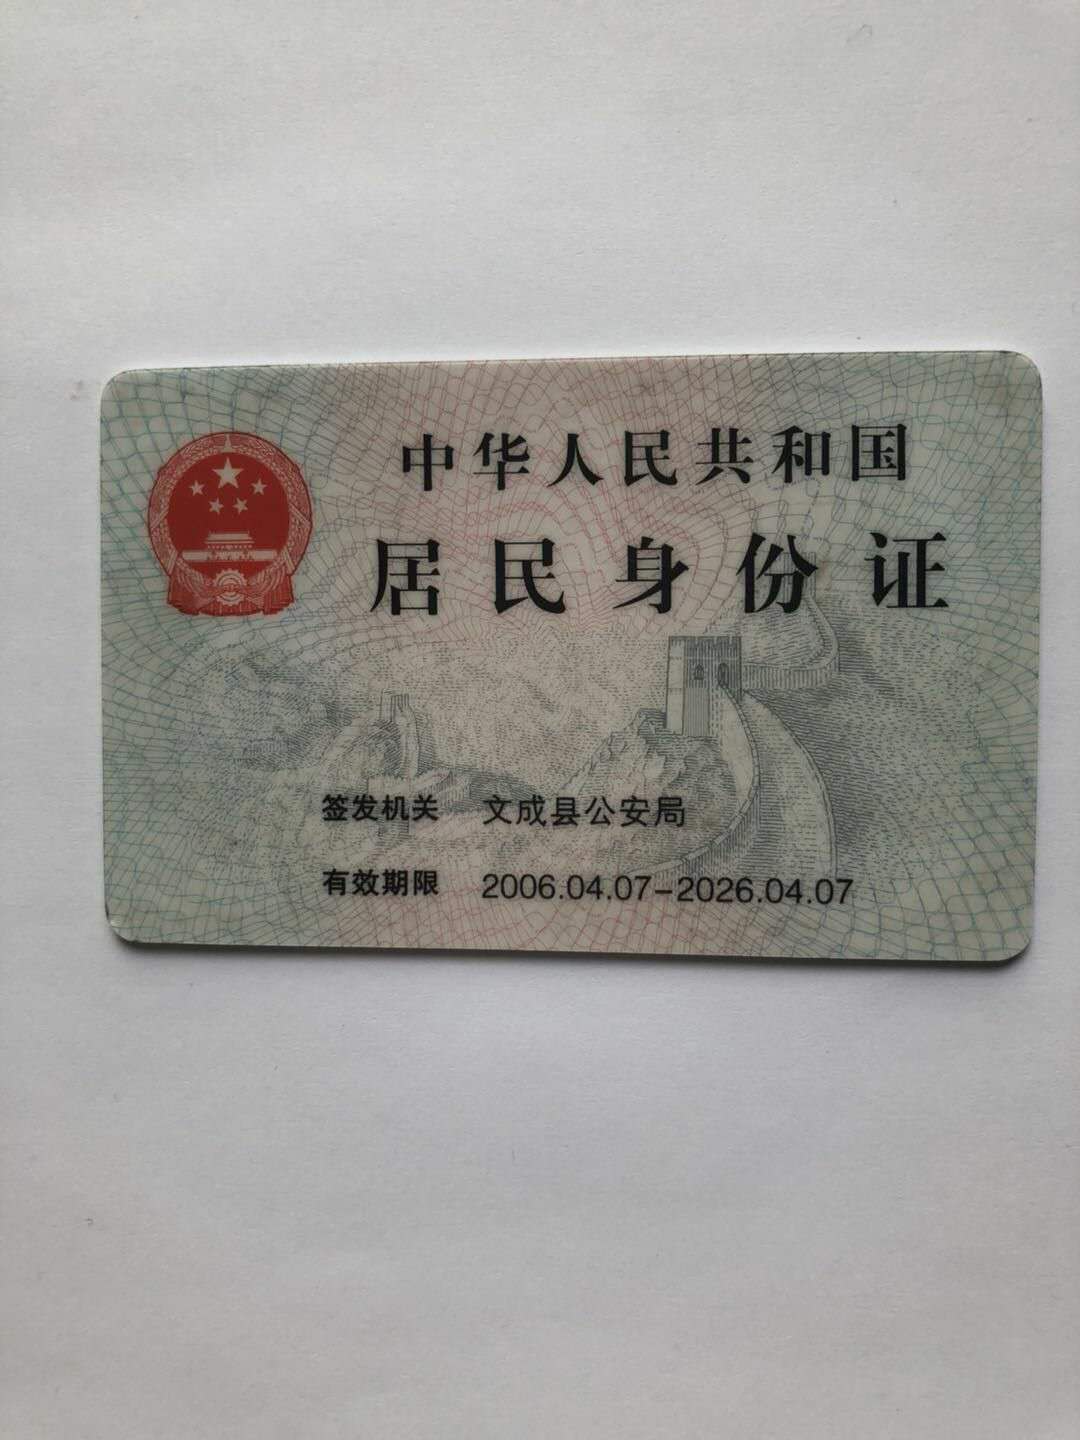 中华人民共和国
居民身份证
签发机关 文成县公安局
有效期限 2006.04.07-2026.04.07